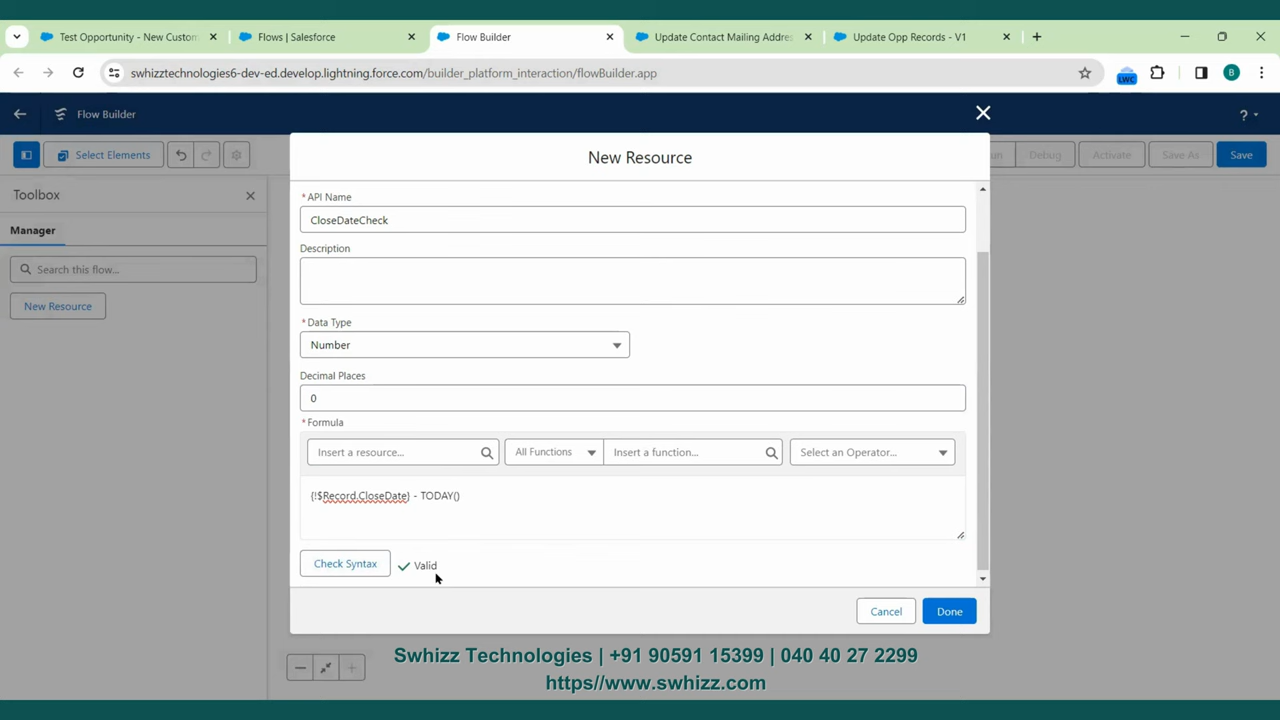 Test Opportunity - New Custom
Flows | Salesforce
Flow Builder
Update Contact Mailing Addres
Update Opp Records - V1
swhizztechnologies6-dev-ed.develop.lightning.force.com/builder_platform_interaction/flowBuilder.app
LWC
B
Flow Builder
?
Select Elements
Run
Debug
Activate
Save As
Save
Toolbox
Manager
Search this flow...
New Resource
New Resource
* API Name
CloseDateCheck
Description
* Data Type
Number
Decimal Places
0
* Formula
Insert a resource...
All Functions
Insert a function...
Select an Operator...
{!$Record.CloseDate} - TODAY()
Check Syntax
Valid
Cancel
Done
Swhizz Technologies | +91 90591 15399 | 040 40 27 2299
https//www.swhizz.com